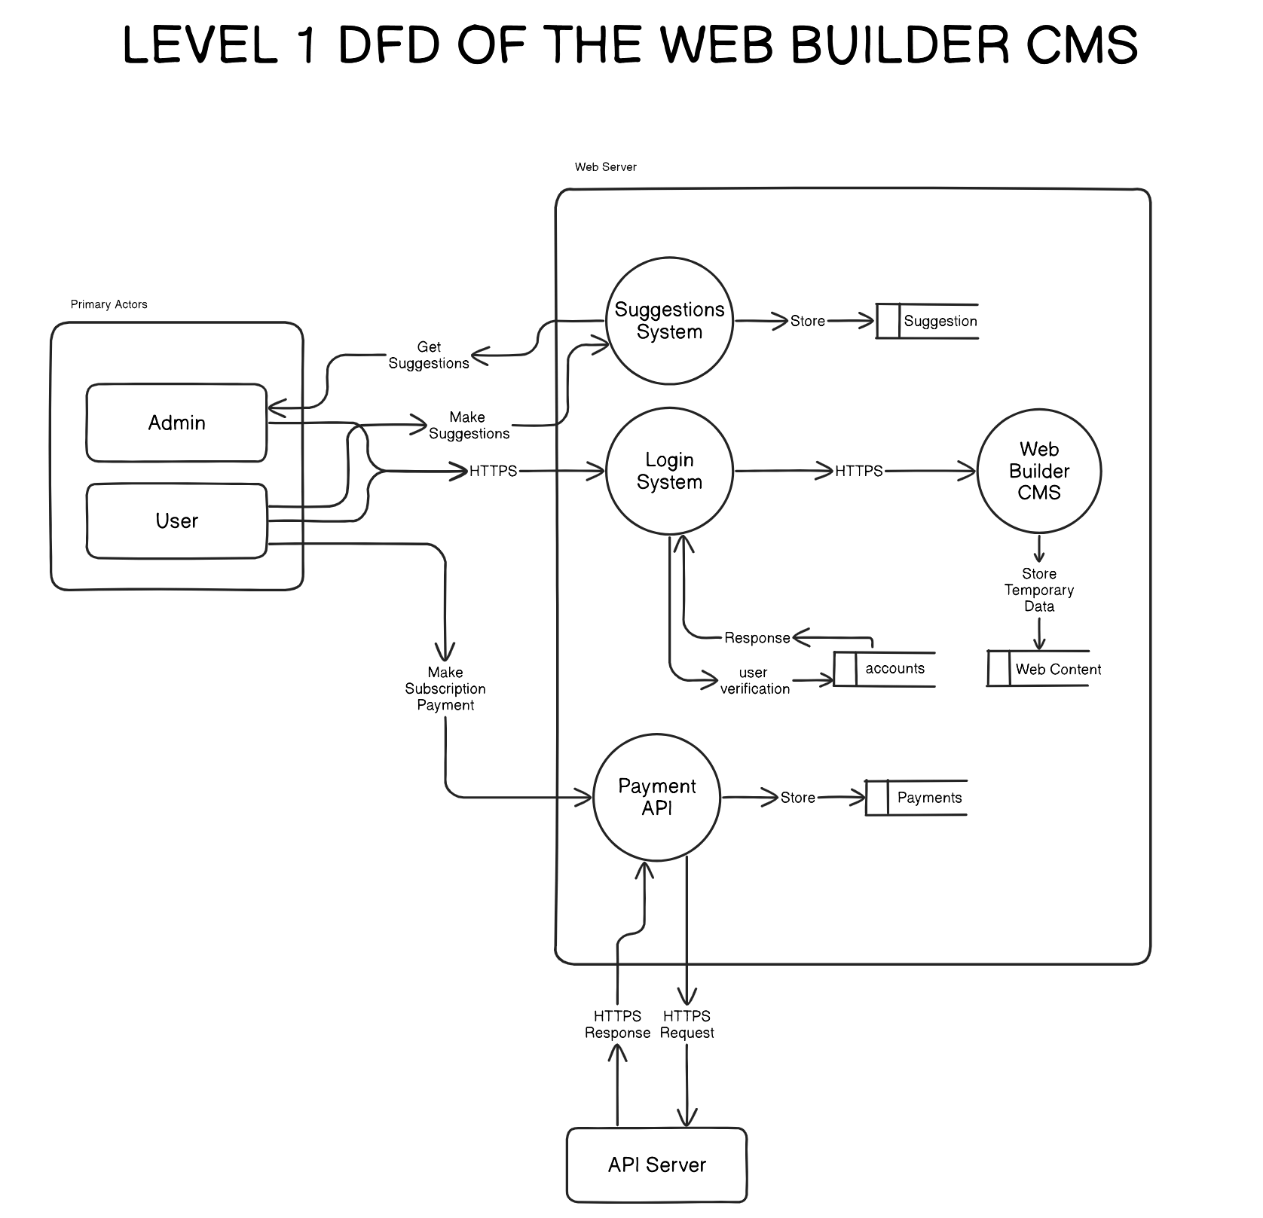 LEVEL 1 DFD OF THE WEB BUILDER CMS
Web Server
Primary Actors
Suggestions
System
Store
Suggestion
Get
Suggestions
Admin
Make
Suggestions
HTTPS
Login
System
HTTPS
Web
Builder
CMS
User
Store
Temporary
Data
Response
accounts
Web Content
user
verification
Make
Subscription
Payment
Payment
API
Store
Payments
HTTPS
Response
HTTPS
Request
API Server